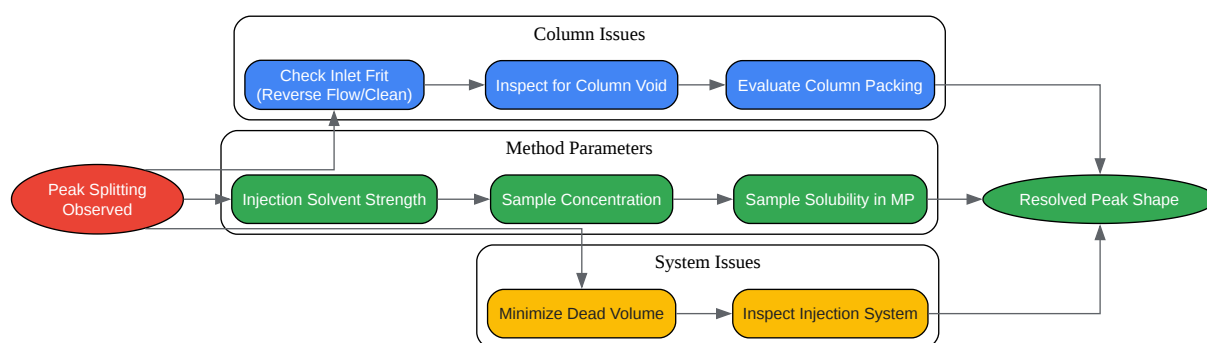 Column Issues
Check Inlet Frit
(Reverse Flow/Clean)
Inspect for Column Void
Evaluate Column Packing
Method Parameters
Peak Splitting
Observed
Injection Solvent Strength
Sample Concentration
Sample Solubility in MP
Resolved Peak Shape
System Issues
Minimize Dead Volume
Inspect Injection System